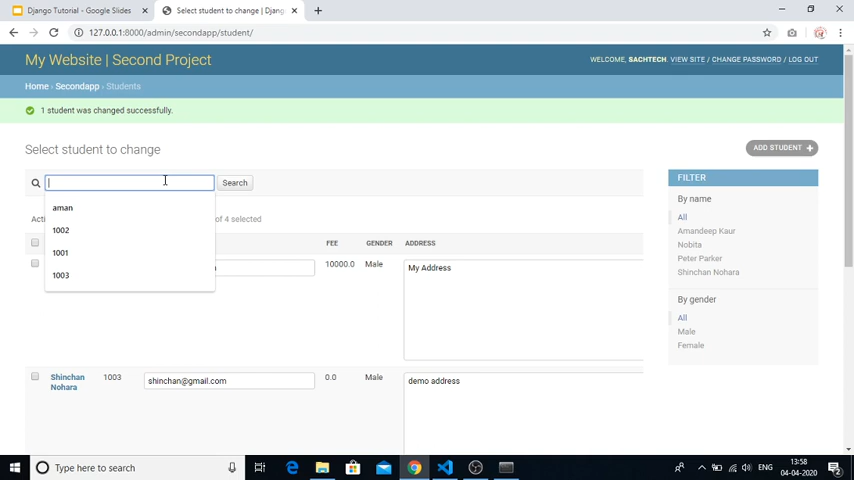 Django Tutorial - Google Slides
Select student to change | Djang
127.0.0.1:8000/admin/secondapp/student/
My Website | Second Project
WELCOME, SACHTECH. VIEW SITE / CHANGE PASSWORD / LOG OUT
Home › Secondapp › Students
1 student was changed successfully.
Select student to change
ADD STUDENT +
Search
FILTER
By name
All
Amandeep Kaur
Nobita
Peter Parker
Shinchan Nohara
By gender
All
Male
Female
aman
1002
1001
1003
of 4 selected
FEE GENDER ADDRESS
10000.0 Male My Address
Shinchan Nohara 1003 shinchan@gmail.com 0.0 Male demo address
Type here to search
ENG
13:58
04-04-2020
2